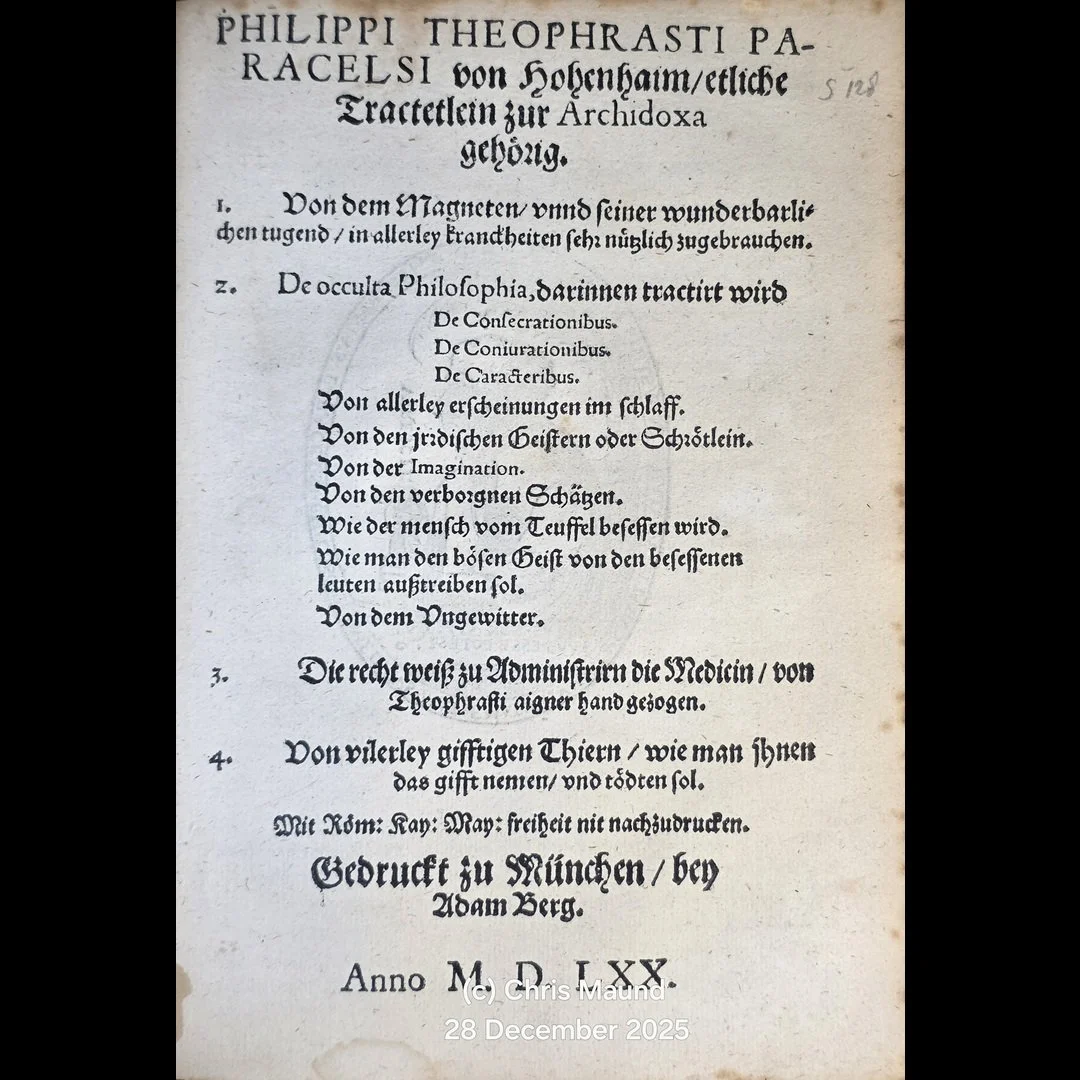 PHILIPPI THEOPHRASTI PA-
RACELSI von Hohenhaim/etliche
Tractetlein zur Archidoxa
gehörig.
S 128
1. Von dem Magneten/ vnnd seiner wunderbarli-
chen tugend / in allerley kranckheiten sehr nützlich zugebrauchen.
2. De occulta Philosophia, darinnen tractirt wird
De Consecrationibus.
De Coniurationibus.
De Caracteribus.
Von allerley erscheinungen im schlaff.
Von den jrrdischen Geistern oder Schrötlein.
Von der Imagination.
Von den verborgnen Schätzen.
Wie der mensch vom Teuffel besessen wird.
Wie man den bösen Geist von den besessenen
leuten außtreiben sol.
Von dem Vngewitter.
3. Die recht weiß zu Administrirn die Medicin / von
Theophrasti aigner hand gezogen.
4. Von vilerley gifftigen Thiern / wie man jhnen
das gifft nemen/ vnd tödten sol.
Mit Röm: Kay: May: freiheit nit nachzudrucken.
Gedruckt zu München / bey
Adam Berg.
Anno M. D. LXX.
(c) Chris Maund
28 December 2025